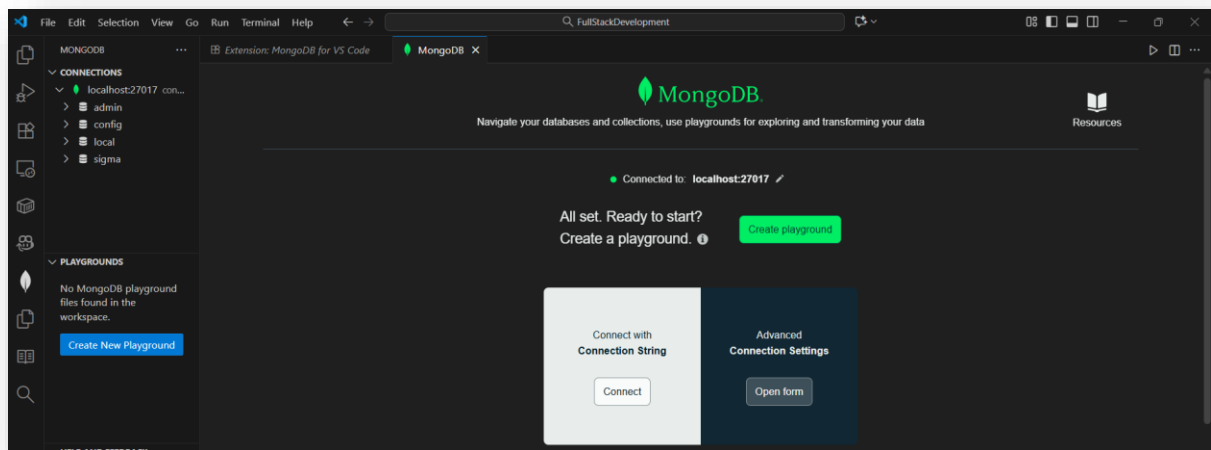 File Edit Selection View Go Run Terminal Help
FullStackDevelopment
MONGODB
CONNECTIONS
localhost:27017 con...
admin
config
local
sigma
PLAYGROUNDS
No MongoDB playground
files found in the
workspace.
Create New Playground
Extension: MongoDB for VS Code
MongoDB
MongoDB.
Navigate your databases and collections, use playgrounds for exploring and transforming your data
Resources
Connected to: localhost:27017
All set. Ready to start?
Create a playground.
Create playground
Connect with
Connection String
Connect
Advanced
Connection Settings
Open form